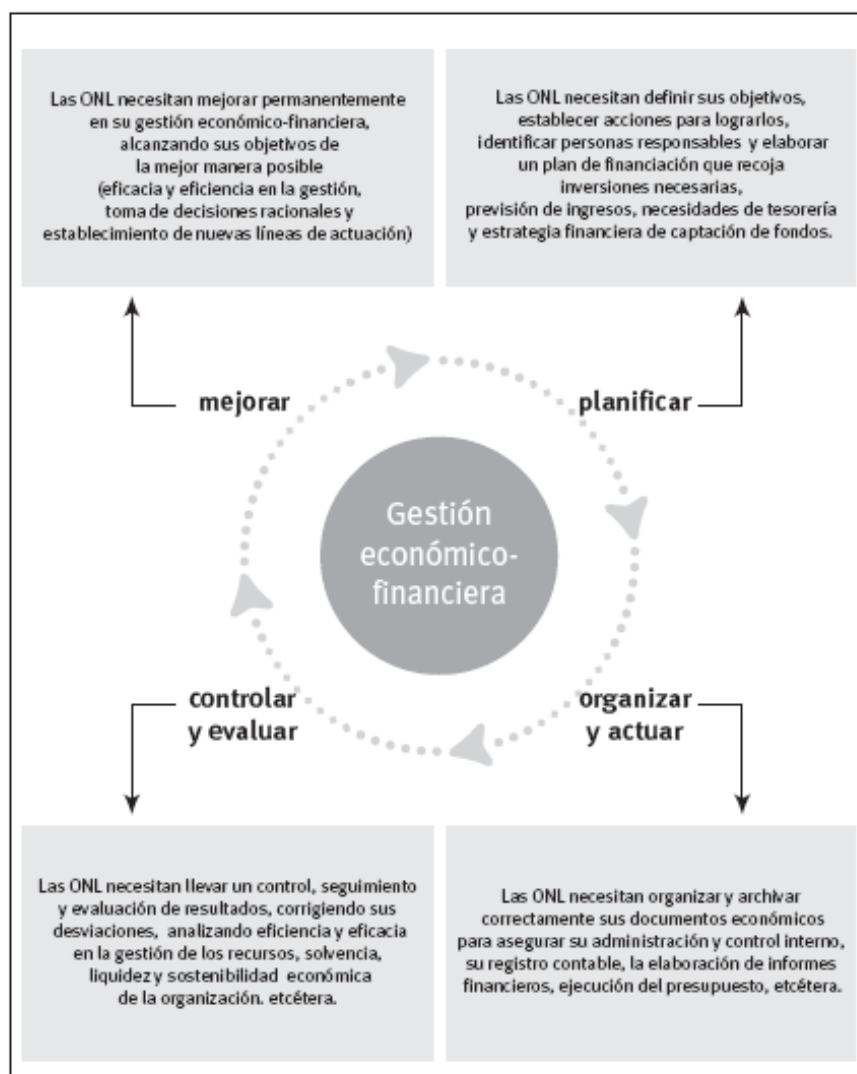 Las ONL necesitan mejorar permanentemente
en su gestión económico-financiera,
alcanzando sus objetivos de
la mejor manera posible
(eficacia y eficiencia en la gestión,
toma de decisiones racionales y
establecimiento de nuevas líneas de actuación)
Las ONL necesitan definir sus objetivos,
establecer acciones para lograrlos,
identificar personas responsables y elaborar
un plan de financiación que recoja
inversiones necesarias,
previsión de ingresos, necesidades de tesorería
y estrategia financiera de captación de fondos.
mejorar
planificar
Gestión
económico-
financiera
controlar
y evaluar
organizar
y actuar
Las ONL necesitan llevar un control, seguimiento
y evaluación de resultados, corrigiendo sus
desviaciones, analizando eficiencia y eficacia
en la gestión de los recursos, solvencia,
liquidez y sostenibilidad económica
de la organización. etcétera.
Las ONL necesitan organizar y archivar
correctamente sus documentos económicos
para asegurar su administración y control interno,
su registro contable, la elaboración de informes
financieros, ejecución del presupuesto, etcétera.